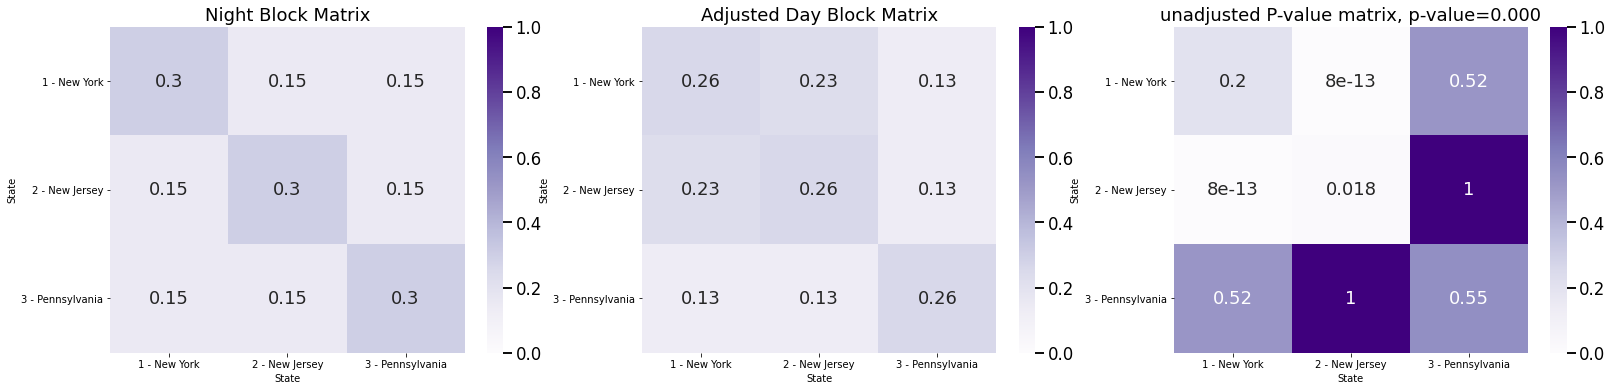 Night Block Matrix
1 - New York
2 - New Jersey
3 - Pennsylvania
State
0.3 0.15 0.15
0.15 0.3 0.15
0.15 0.15 0.3
1 - New York 2 - New Jersey 3 - Pennsylvania
State
1.0
0.8
0.6
0.4
0.2
0.0
Adjusted Day Block Matrix
1 - New York
2 - New Jersey
3 - Pennsylvania
State
0.26 0.23 0.13
0.23 0.26 0.13
0.13 0.13 0.26
1 - New York 2 - New Jersey 3 - Pennsylvania
State
1.0
0.8
0.6
0.4
0.2
0.0
unadjusted P-value matrix, p-value=0.000
1 - New York
2 - New Jersey
3 - Pennsylvania
State
0.2 8e-13 0.52
8e-13 0.018 1
0.52 1 0.55
1 - New York 2 - New Jersey 3 - Pennsylvania
State
1.0
0.8
0.6
0.4
0.2
0.0